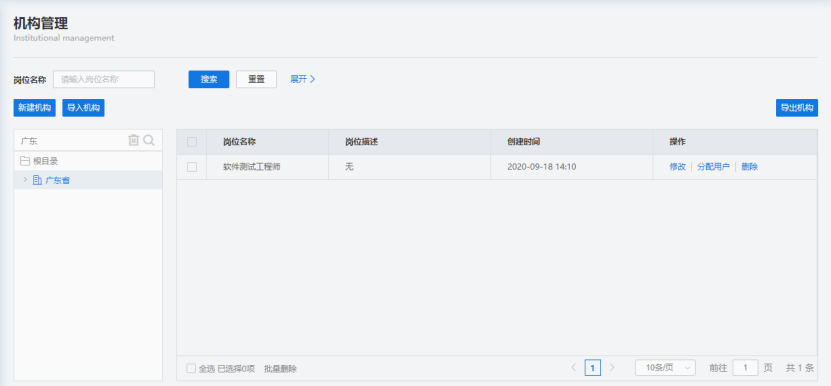 机构管理
Institutional management
岗位名称 请输入岗位名称 搜索 重置 展开
新建机构 导入机构 导出机构
广东
根目录
广东省
岗位名称 岗位描述 创建时间 操作
软件测试工程师 无 2020-09-18 14:10 修改 分配用户 删除
全选 已选择0项 批量删除 1 10条/页 前往 1 页 共 1 条